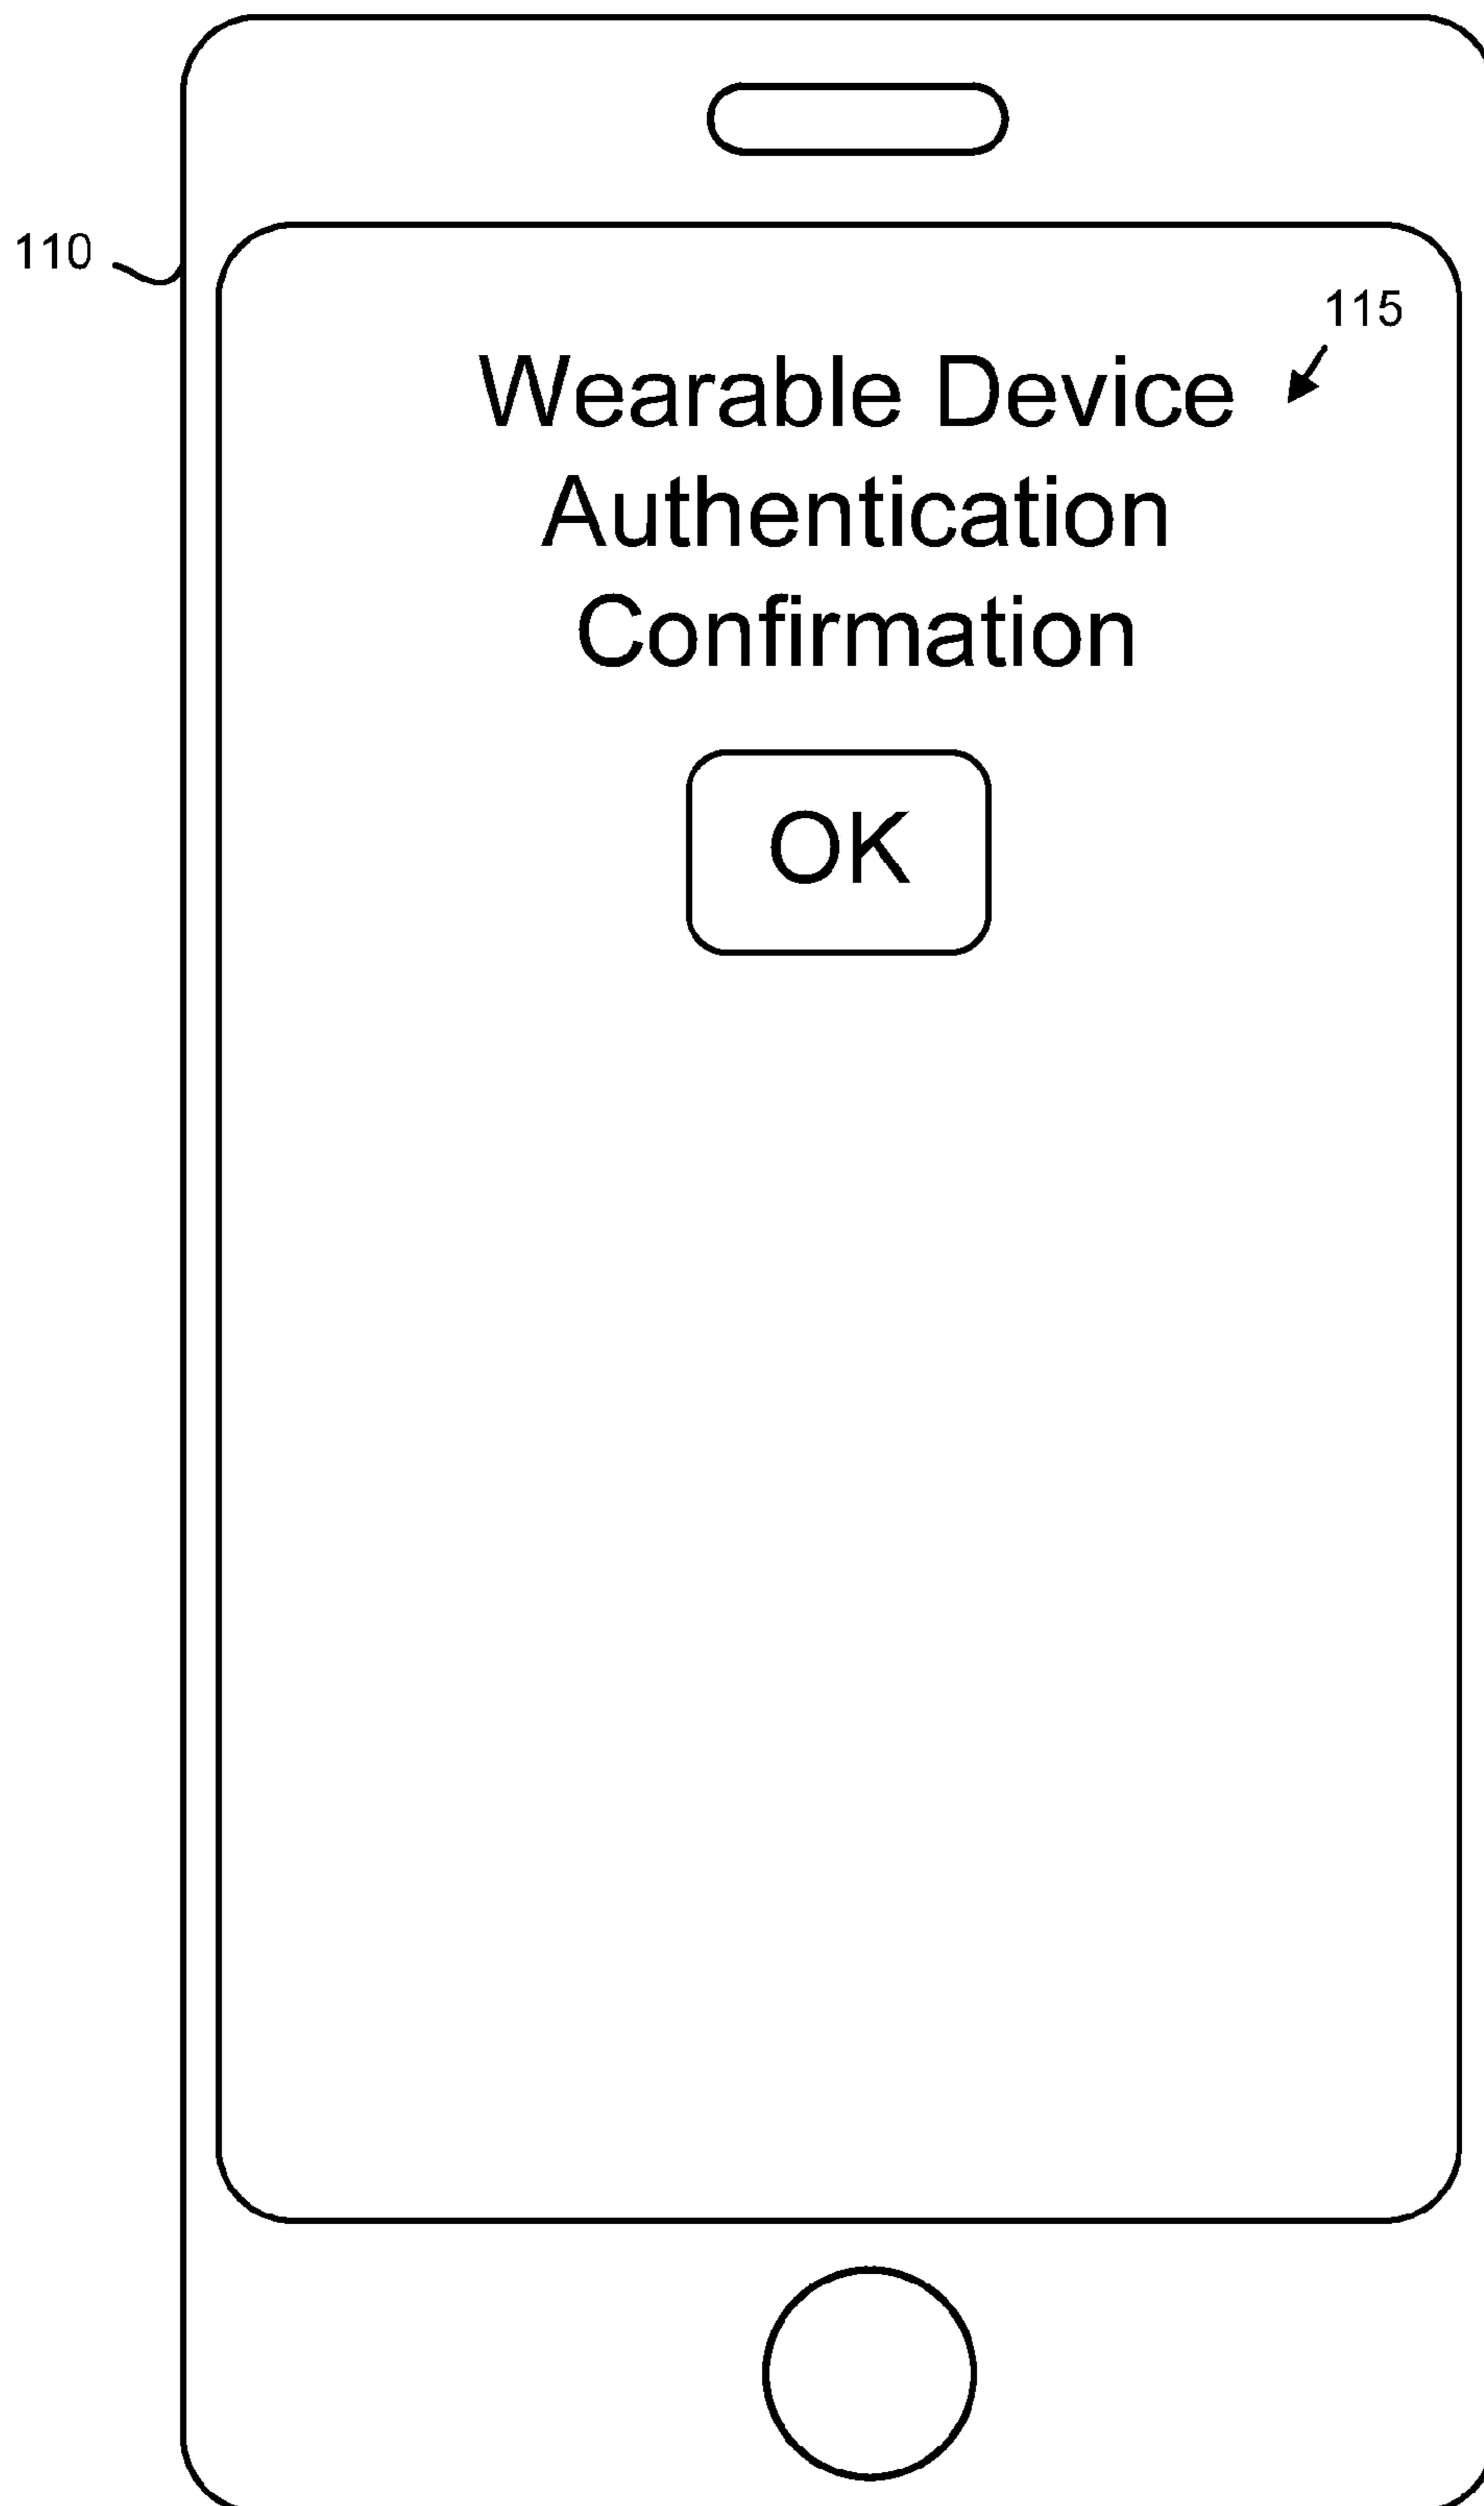 110
115
Wearable Device
Authentication
Confirmation
OK